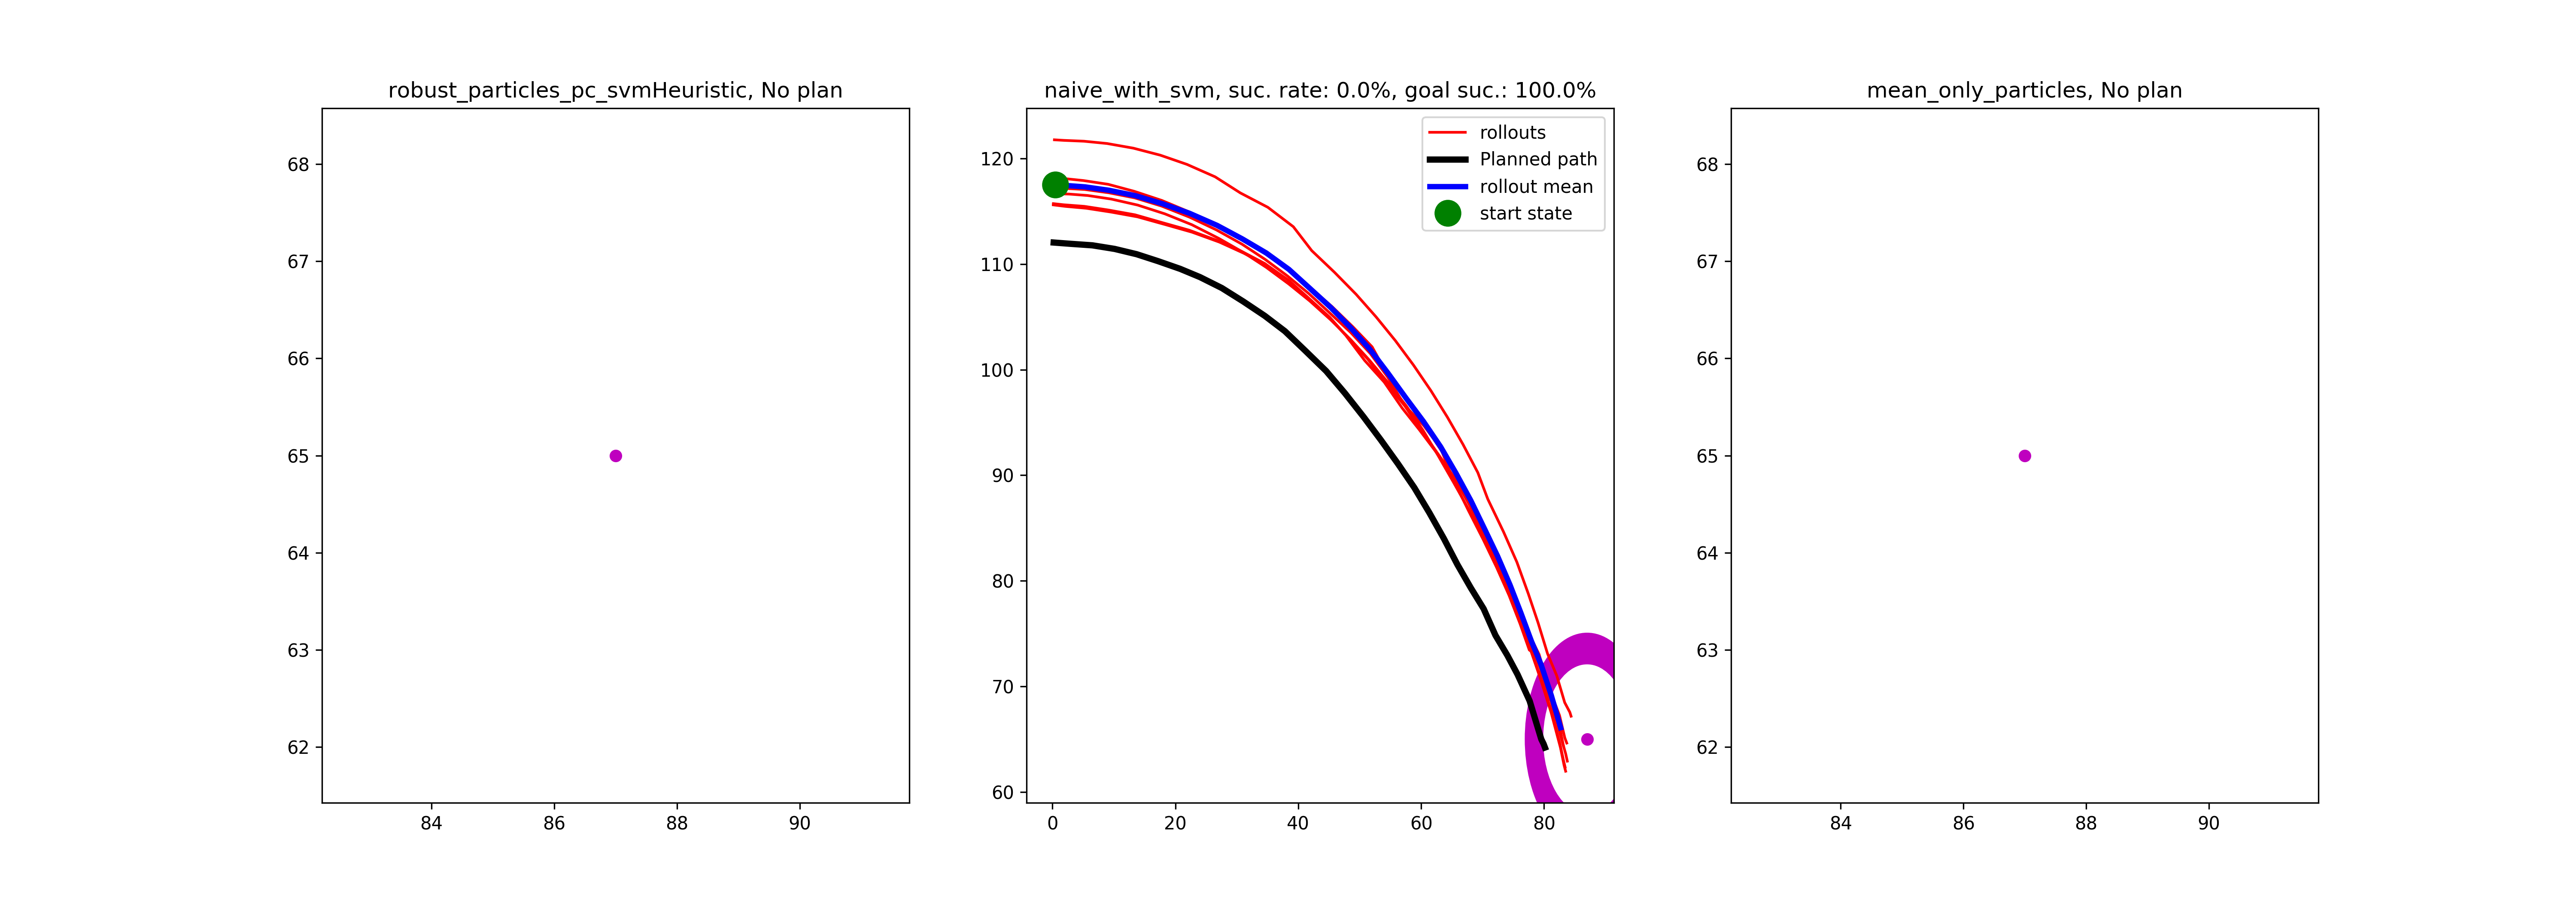 robust_particles_pc_svmHeuristic, No plan
68
67
66
65
64
63
62
84 86 88 90
naive_with_svm, suc. rate: 0.0%, goal suc.: 100.0%
rollouts
Planned path
rollout mean
start state
120
110
100
90
80
70
60
0 20 40 60 80
mean_only_particles, No plan
68
67
66
65
64
63
62
84 86 88 90